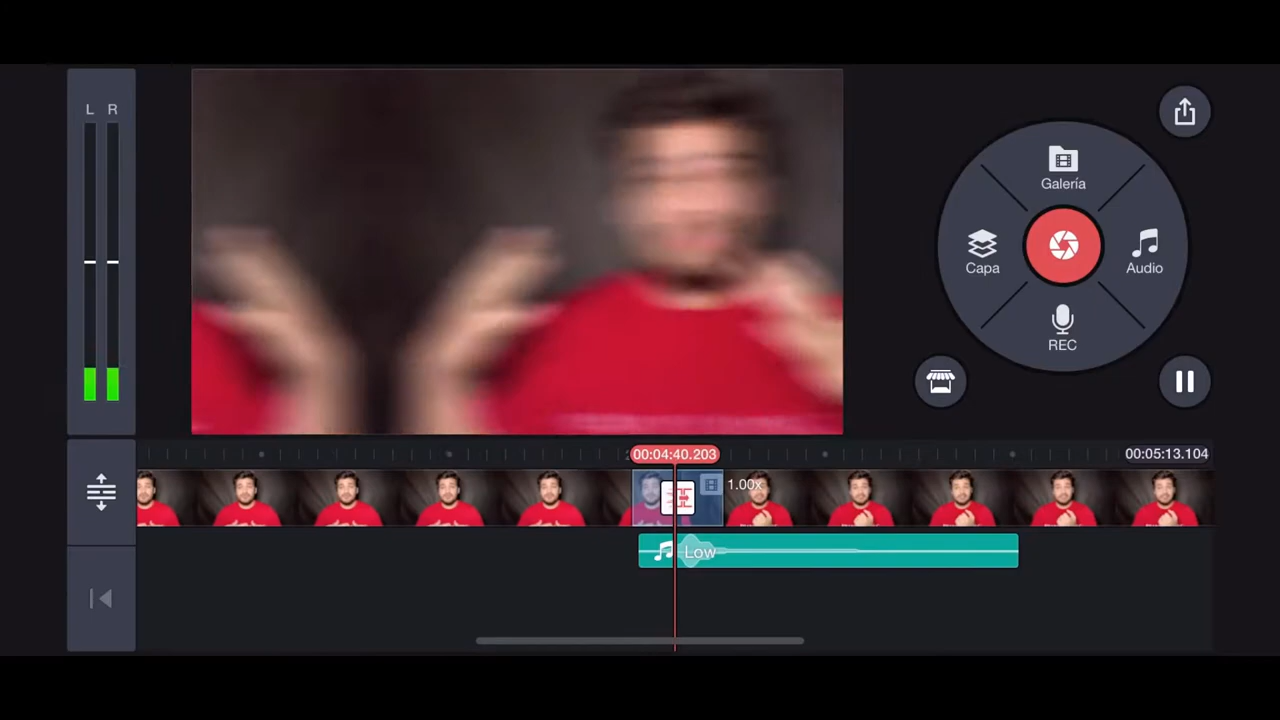 L R
Galería
Capa
Audio
REC
00:04:40.203
00:05:13.104
1.00x
Low